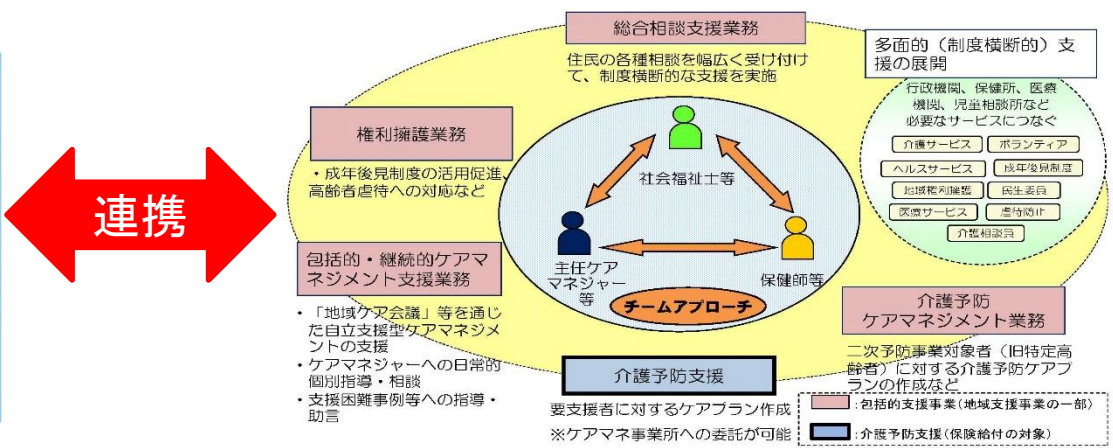 連携
総合相談支援業務
住民の各種相談を幅広く受け付け
て、制度横断的な支援を実施
多面的（制度横断的）支
援の展開
行政機関、保健所、医療
機関、児童相談所など
必要なサービスにつなぐ
介護サービス
ボランティア
ヘルスサービス
成年後見制度
地域権利擁護
民生委員
医療サービス
虐待防止
介護相談員
権利擁護業務
・成年後見制度の活用促進、
高齢者虐待への対応など
社会福祉士等
主任ケア
マネジャー
等
保健師等
チームアプローチ
包括的・継続的ケアマ
ネジメント支援業務
・「地域ケア会議」等を通じ
た自立支援型ケアマネジメ
ントの支援
・ケアマネジャーへの日常的
個別指導・相談
・支援困難事例等への指導・
助言
介護予防
ケアマネジメント業務
二次予防事業対象者（旧特定高
齢者）に対する介護予防ケアプ
ランの作成など
介護予防支援
要支援者に対するケアプラン作成
※ケアマネ事業所への委託が可能
:包括的支援事業(地域支援事業の一部)
:介護予防支援(保険給付の対象)